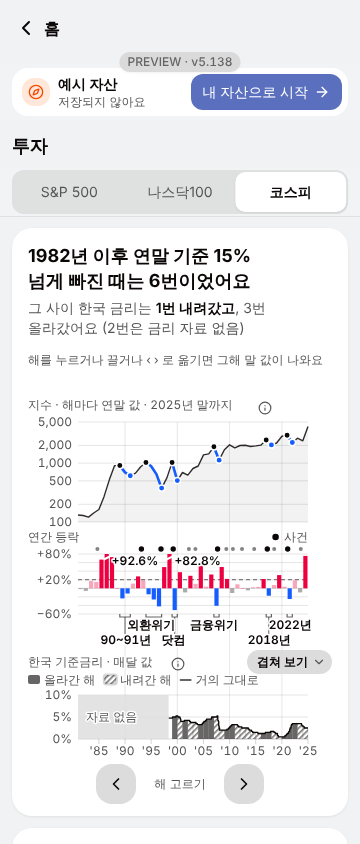 홈
PREVIEW · v5.138
예시 자산
저장되지 않아요
내 자산으로 시작 →
투자
S&P 500
나스닥100
코스피
1982년 이후 연말 기준 15%
넘게 빠진 때는 6번이었어요
그 사이 한국 금리는 1번 내려갔고, 3번
올라갔어요 (2번은 금리 자료 없음)
해를 누르거나 끌거나 ‹ › 로 옮기면 그해 말 값이 나와요
지수 · 해마다 연말 값 · 2025년 말까지
5,000
2,000
1,000
500
200
100
연간 등락
사건
+80%
+20%
−60%
+92.6%
+82.8%
외환위기
금융위기
2022년
90~91년
닷컴
2018년
한국 기준금리 · 매달 값
겹쳐 보기
올라간 해
내려간 해
거의 그대로
10%
5%
0%
자료 없음
'85 '90 '95 '00 '05 '10 '15 '20 '25
해 고르기